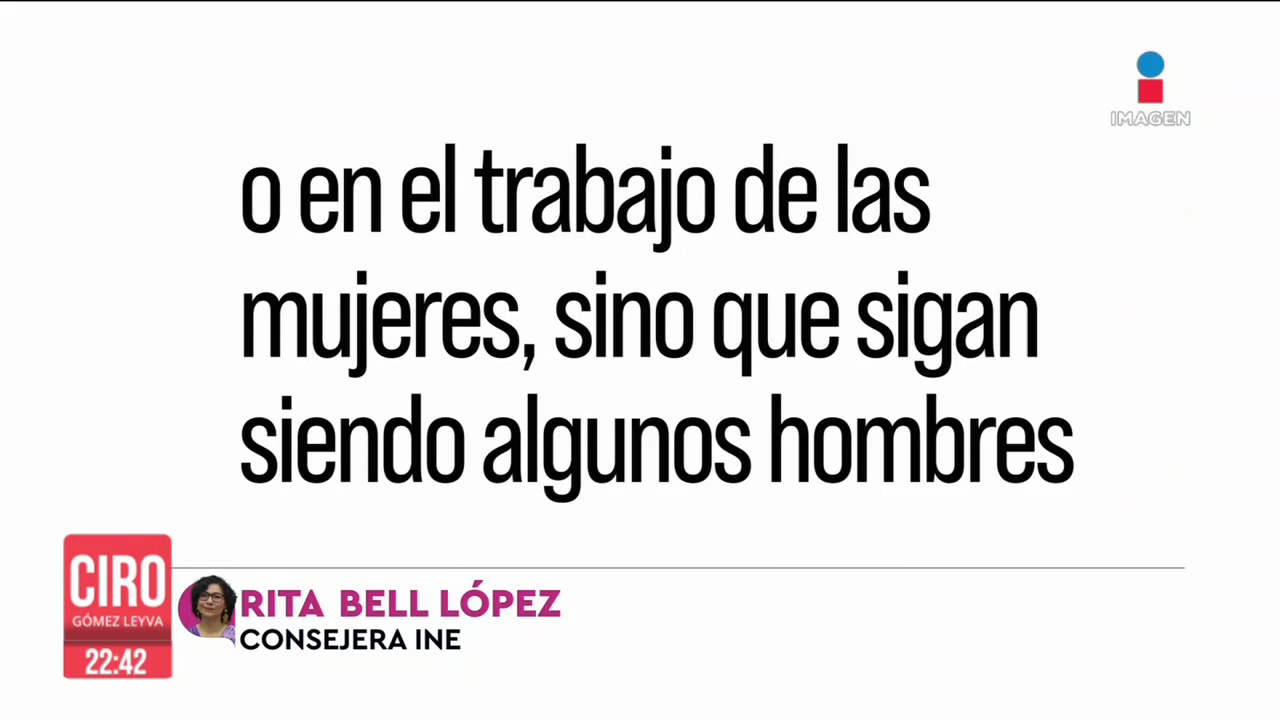 IMAGEN
o en el trabajo de las
mujeres, sino que sigan
siendo algunos hombres
CIRO
GÓMEZ LEYVA
22:42
RITA BELL LÓPEZ
CONSEJERA INE